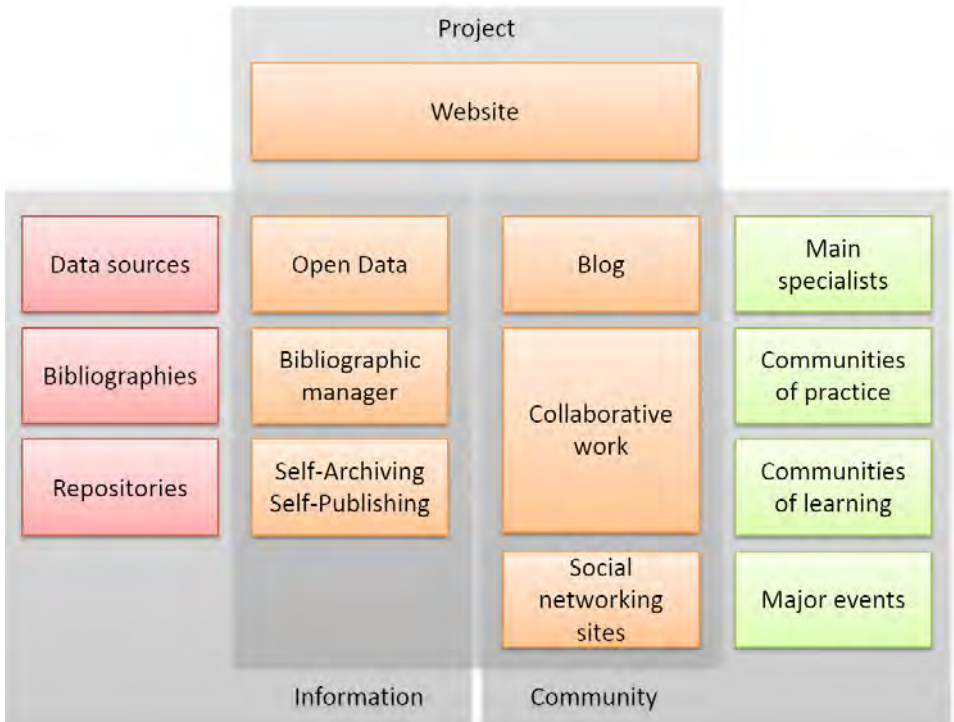 Project
Website
Data sources
Open Data
Blog
Main
specialists
Bibliographies
Bibliographic
manager
Collaborative
work
Communities
of practice
Repositories
Self-Archiving
Self-Publishing
Communities
of learning
Social
networking
sites
Major events
Information
Community